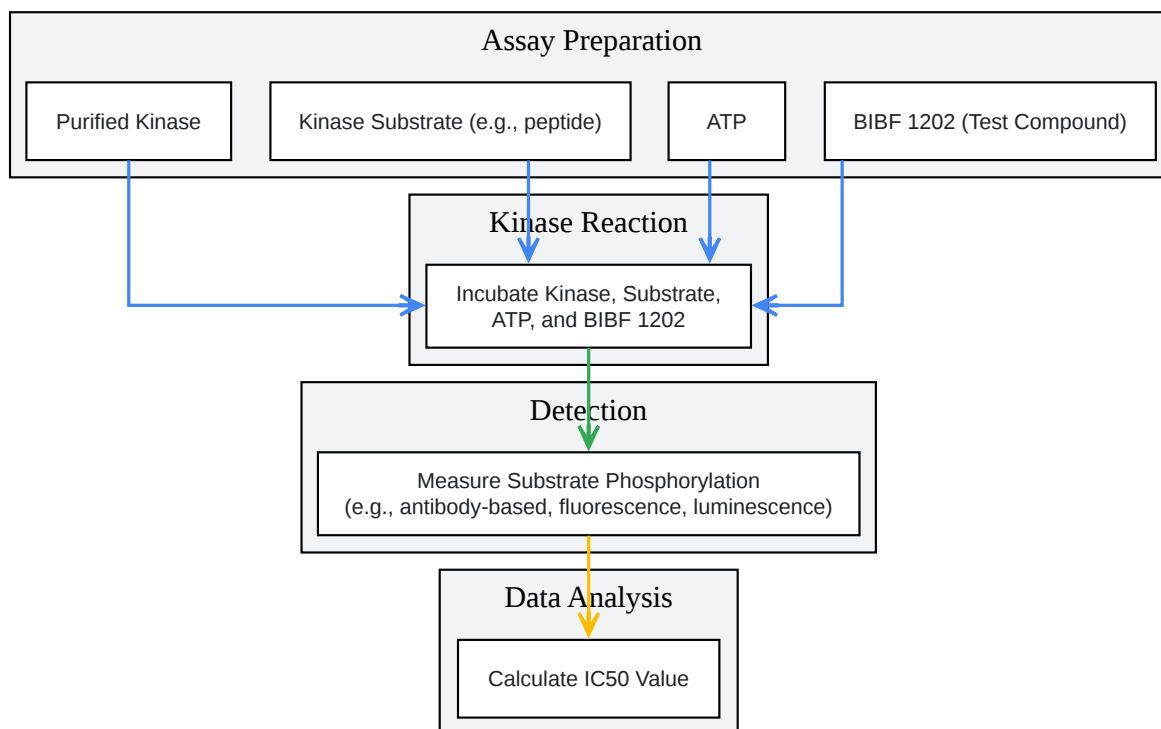 Assay Preparation
Purified Kinase
Kinase Substrate (e.g., peptide)
ATP
BIBF 1202 (Test Compound)
Kinase Reaction
Incubate Kinase, Substrate,
ATP, and BIBF 1202
Detection
Measure Substrate Phosphorylation
(e.g., antibody-based, fluorescence, luminescence)
Data Analysis
Calculate IC50 Value